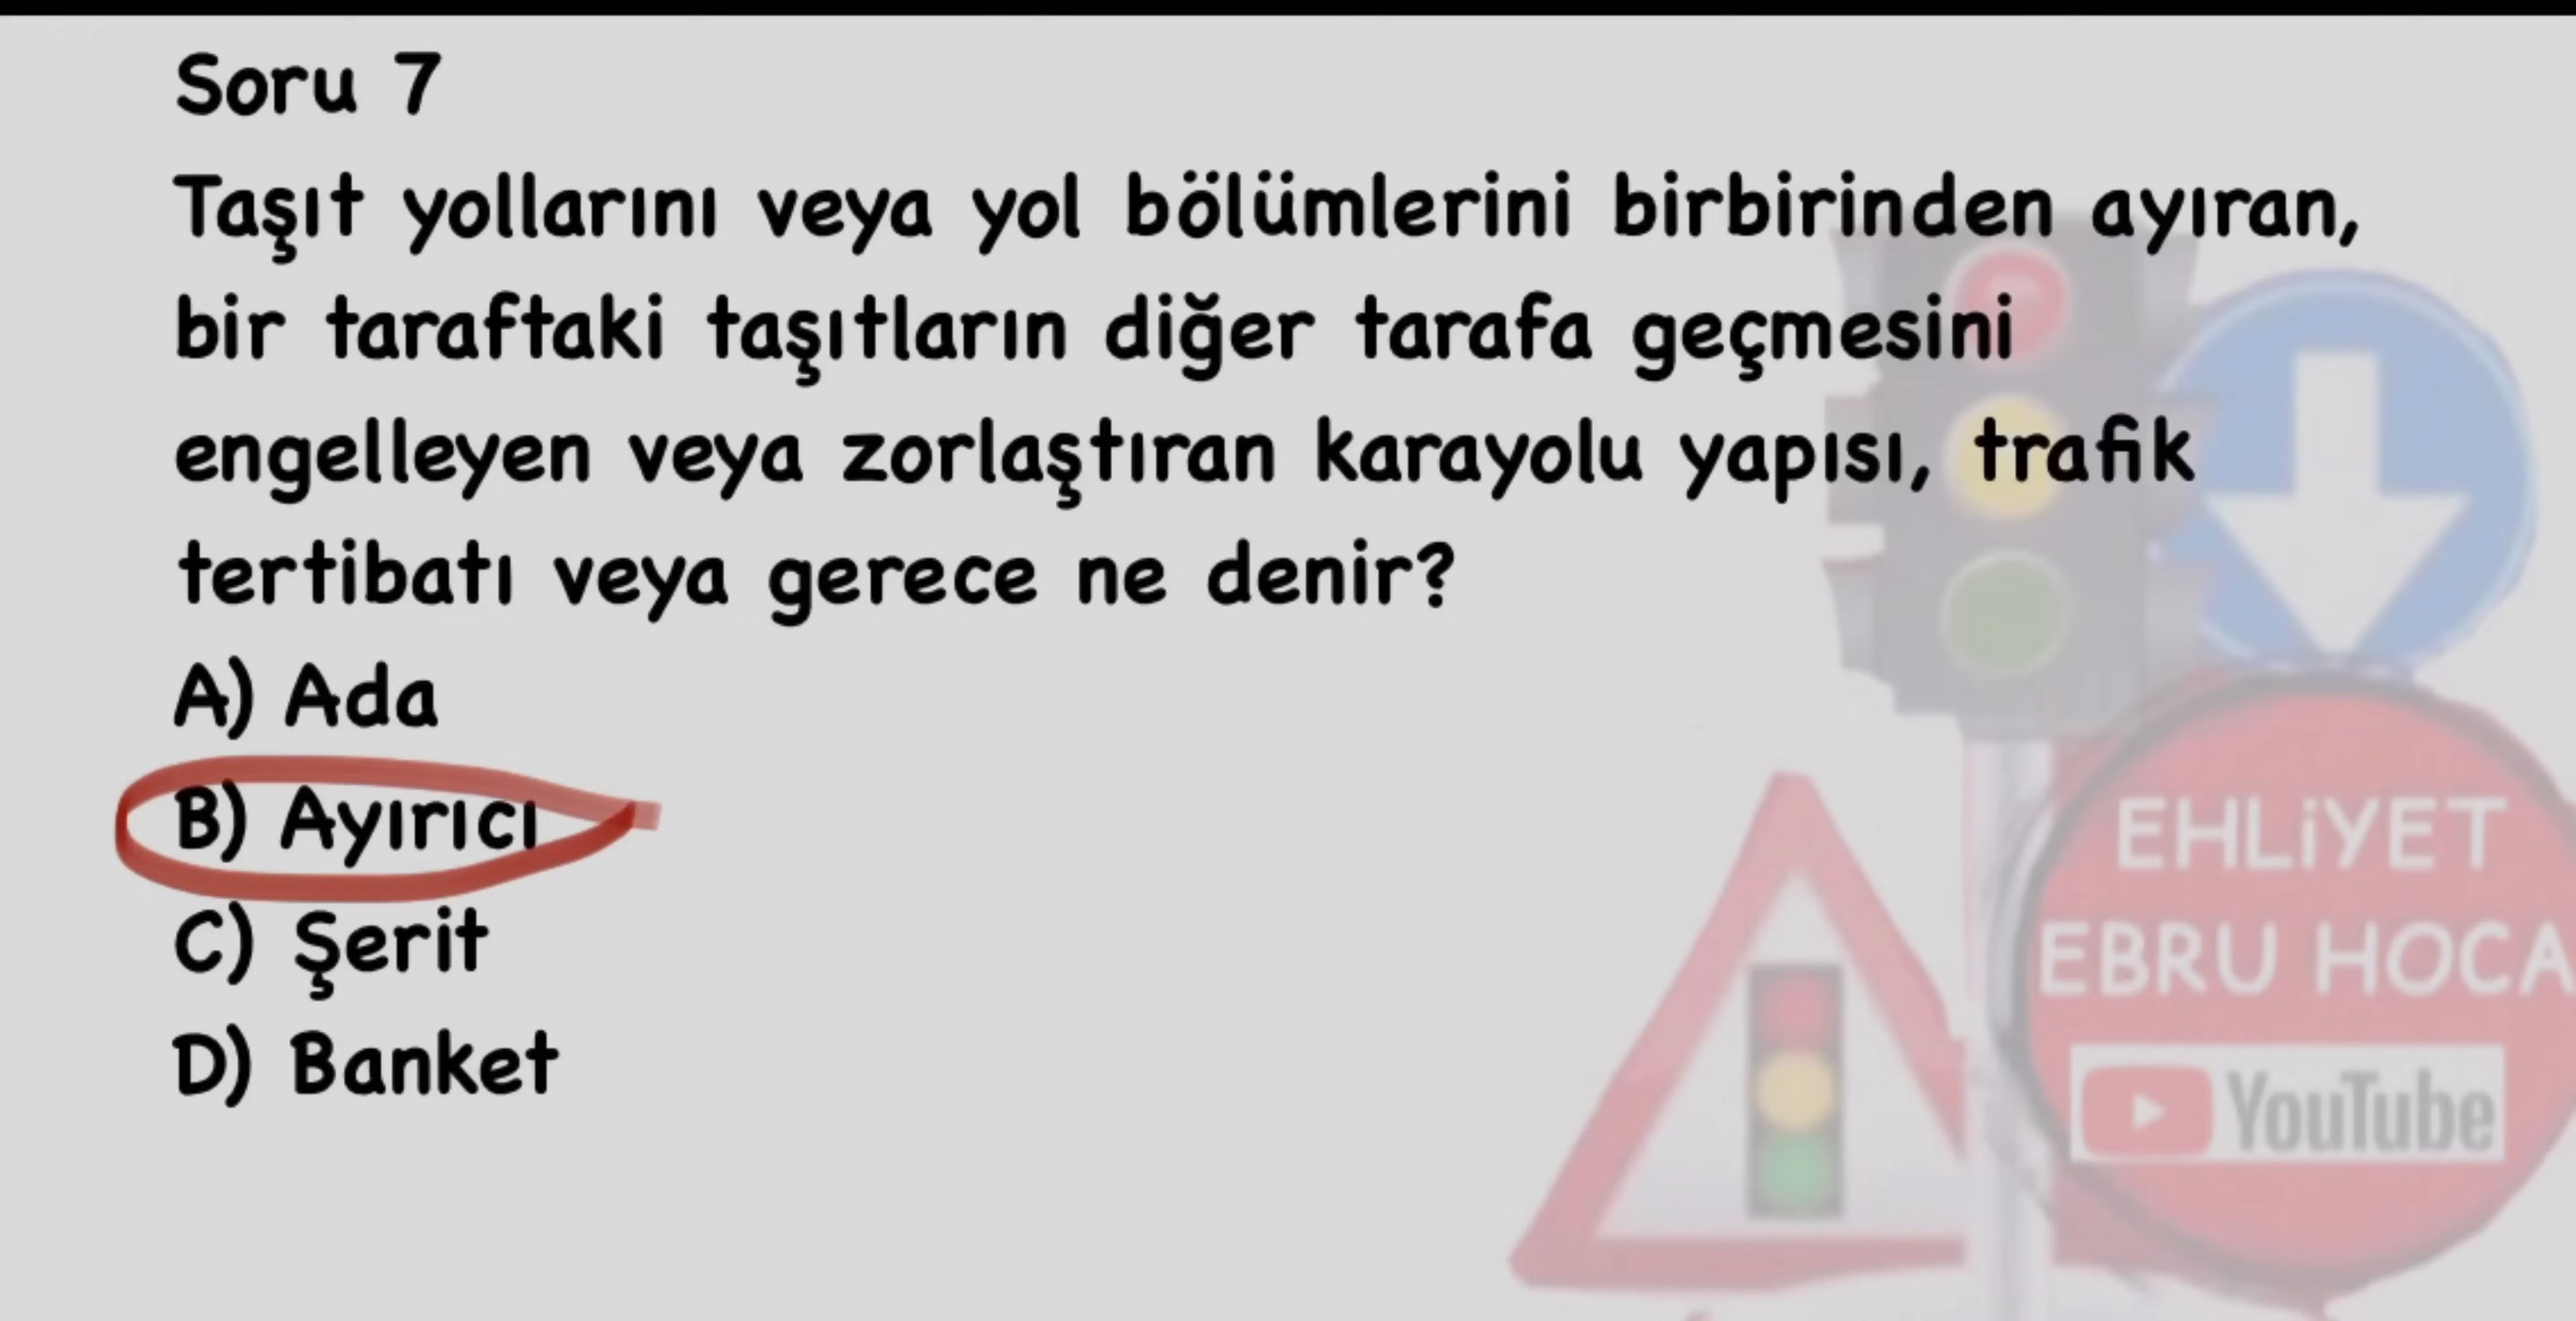 Soru 7
Taşıt yollarını veya yol bölümlerini birbirinden ayıran,
bir taraftaki taşıtların diğer tarafa geçmesini
engelleyen veya zorlaştıran karayolu yapısı, trafik
tertibatı veya gerece ne denir?
A) Ada
B) Ayırıcı
C) Şerit
D) Banket
EHLİYET
EBRU HOCA
YouTube